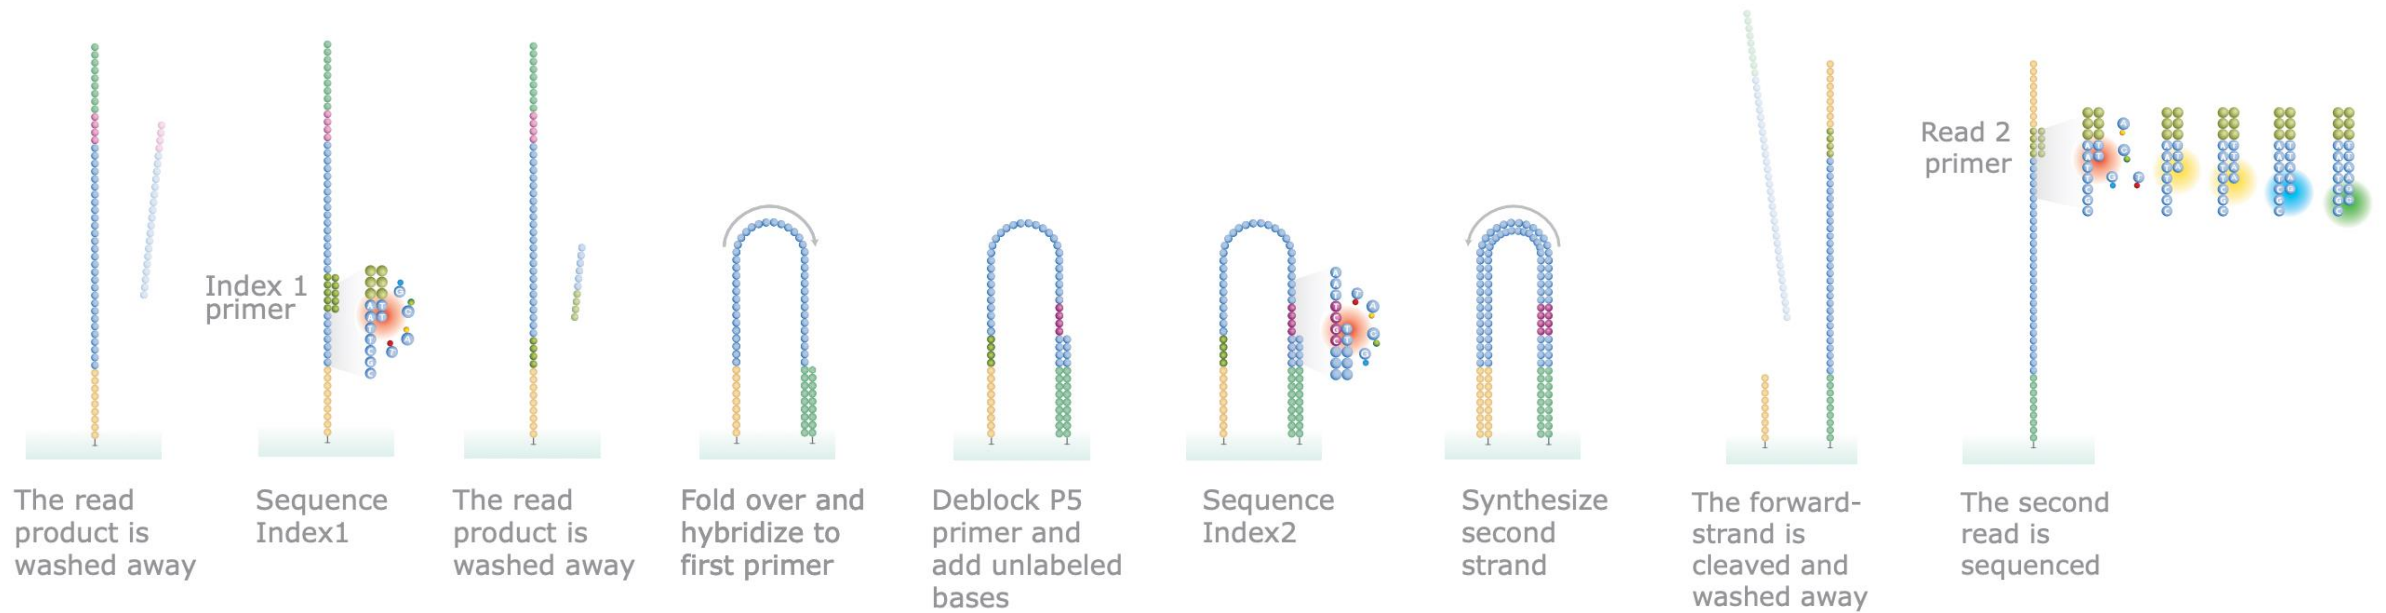 Index 1
primer
Read 2
primer
The read
product is
washed away
Sequence
Index1
The read
product is
washed away
Fold over and
hybridize to
first primer
Deblock P5
primer and
add unlabeled
bases
Sequence
Index2
Synthesize
second
strand
The forward-
strand is
cleaved and
washed away
The second
read is
sequenced